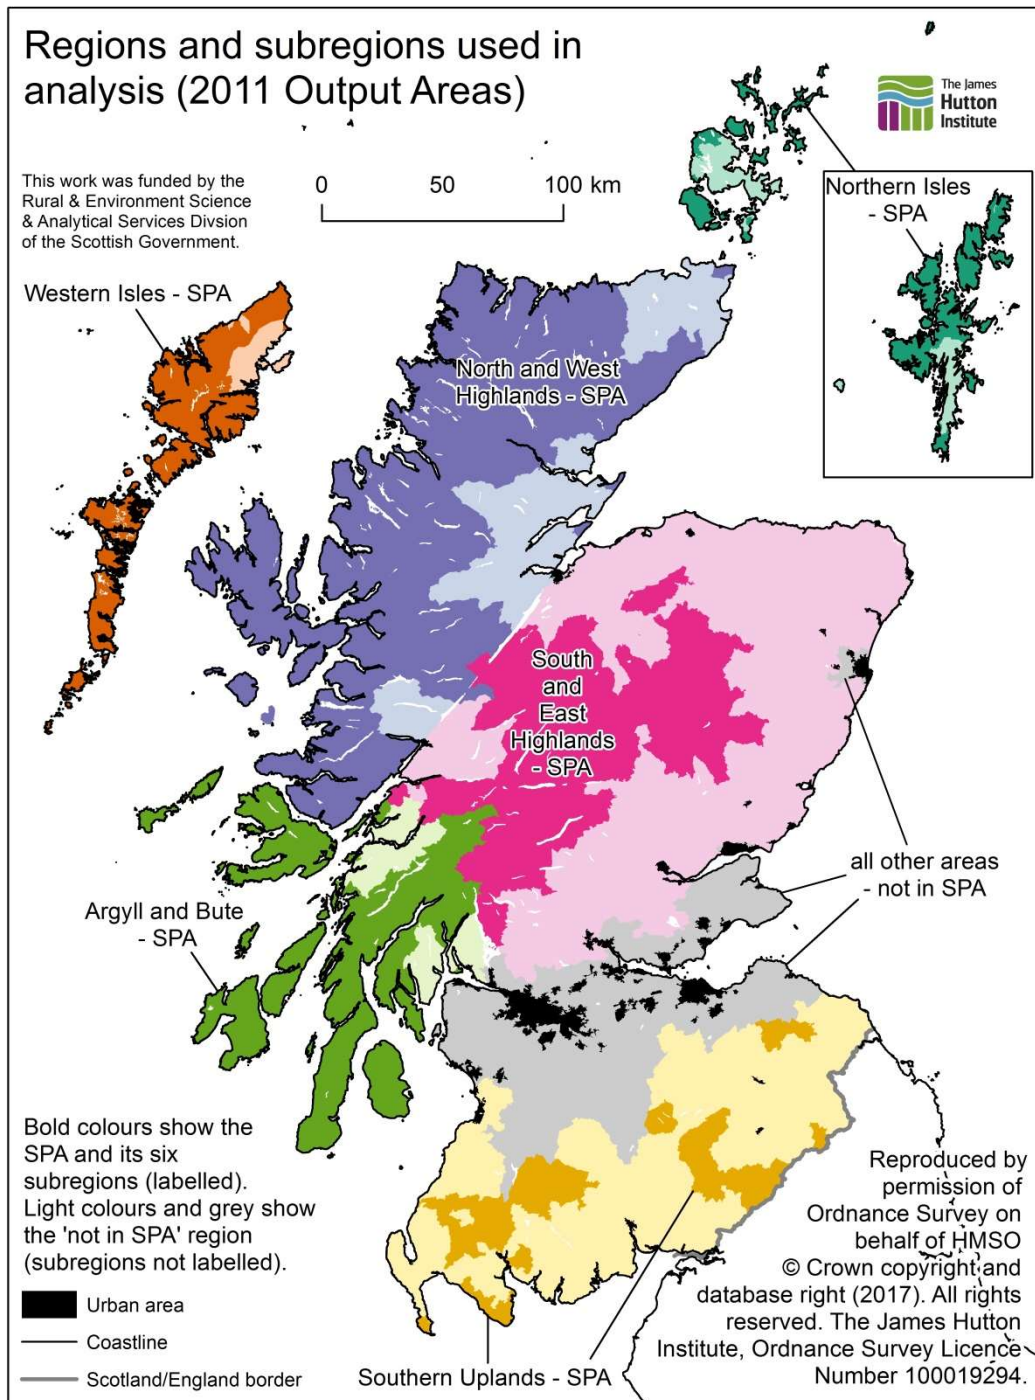 Regions and subregions used in
analysis (2011 Output Areas)
The James
Hutton
Institute
This work was funded by the
Rural & Environment Science
& Analytical Services Divsion
of the Scottish Government.
0 50 100 km
Northern Isles
- SPA
Western Isles - SPA
North and West
Highlands - SPA
South
and
East
Highlands
- SPA
all other areas
- not in SPA
Argyll and Bute
- SPA
Bold colours show the
SPA and its six
subregions (labelled).
Light colours and grey show
the 'not in SPA' region
(subregions not labelled).
Urban area
Coastline
Scotland/England border
Southern Uplands - SPA
Reproduced by
permission of
Ordnance Survey on
behalf of HMSO
© Crown copyright and
database right (2017). All rights
reserved. The James Hutton
Institute, Ordnance Survey Licence
Number 100019294.